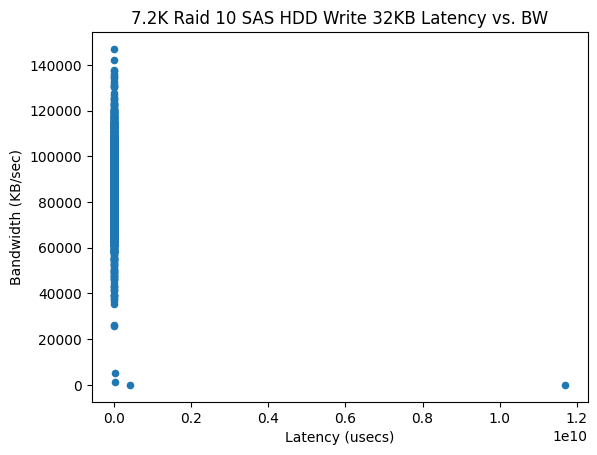 7.2K Raid 10 SAS HDD Write 32KB Latency vs. BW
140000
120000
100000
80000
60000
40000
20000
0
Bandwidth (KB/sec)
0.0 0.2 0.4 0.6 0.8 1.0 1.2
1e10
Latency (usecs)